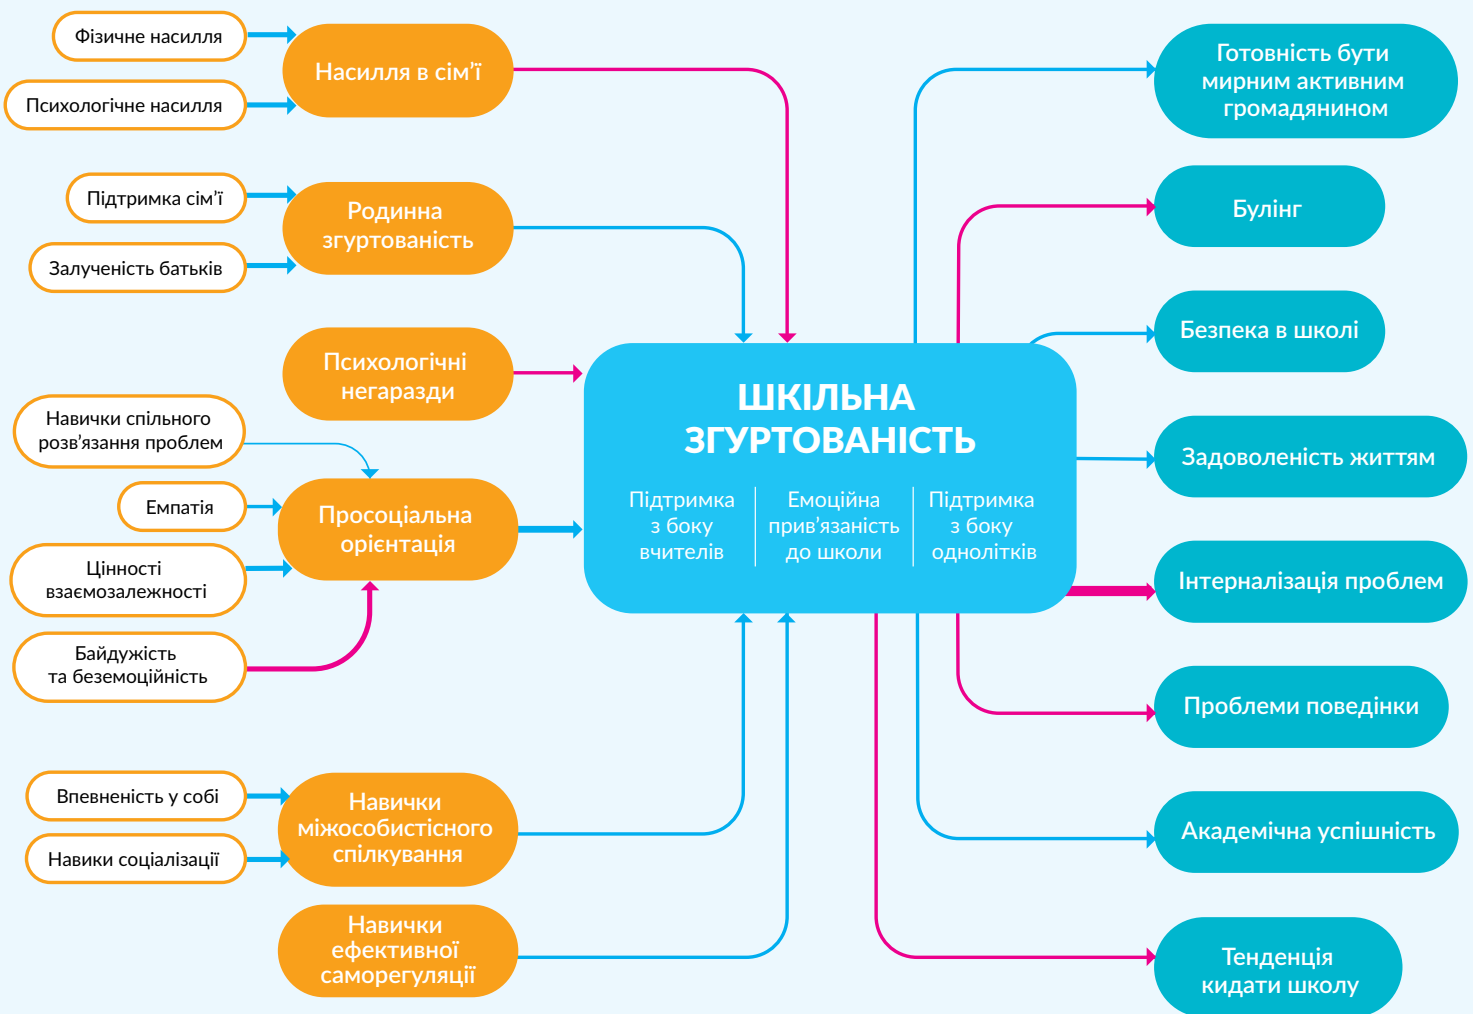 Фізичне насилля
Психологічне насилля
Насилля в сім’ї
Підтримка сім’ї
Залученість батьків
Родинна
згуртованість
Психологічні
негаразди
Навички спільного
розв’язання проблем
Емпатія
Цінності
взаємозалежності
Байдужість
та беземоційність
Просоціальна
орієнтація
Впевненість у собі
Навики соціалізації
Навички
міжособистісного
спілкування
Навички
ефективної
саморегуляції
ШКІЛЬНА
ЗГУРТОВАНІСТЬ
Підтримка
з боку
вчителів
Емоційна
прив’язаність
до школи
Підтримка
з боку
однолітків
Готовність бути
мирним активним
громадянином
Булінг
Безпека в школі
Задоволеність життям
Інтерналізація проблем
Проблеми поведінки
Академічна успішність
Тенденція
кидати школу